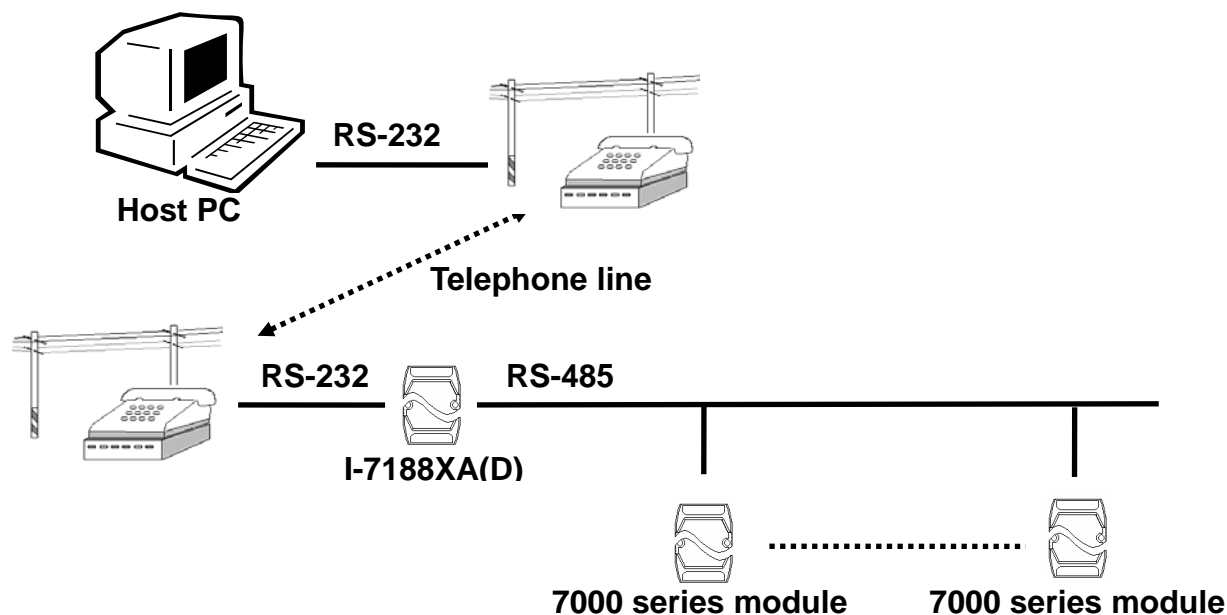 RS-232
Host PC
Telephone line
RS-232
RS-485
I-7188XA(D)
7000 series module
7000 series module